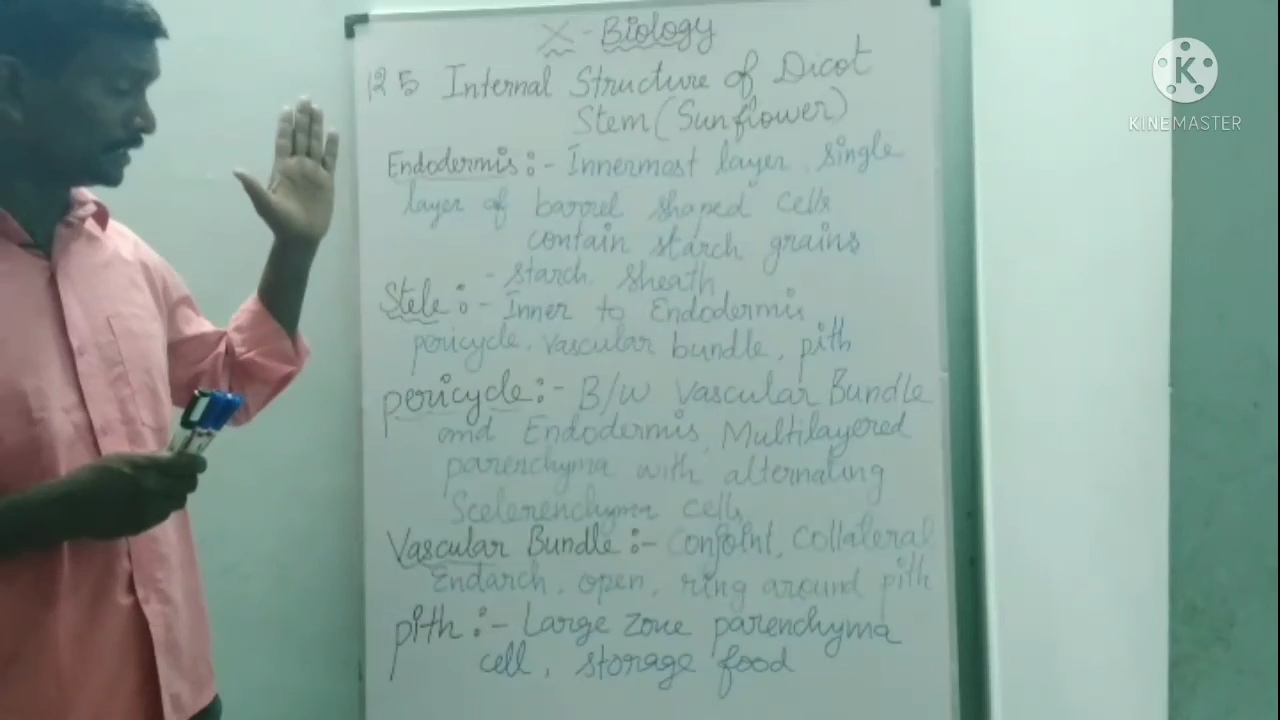 X - Biology
12 5 Internal Structure of Dicot
Stem (Sunflower)
Endodermis :- Innermost layer, single
layer of barrel shaped cells
contain starch grains
- starch sheath
Stele :- Inner to Endodermis
pericycle, vascular bundle, pith
pericycle :- B/w Vascular Bundle
and Endodermis, Multilayered
parenchyma with alternating
Scelerenchyma cells
Vascular Bundle :- Conjoint, Collateral
Endarch, open, ring around pith
pith :- Large zone parenchyma
cell, storage food
K
KINEMASTER